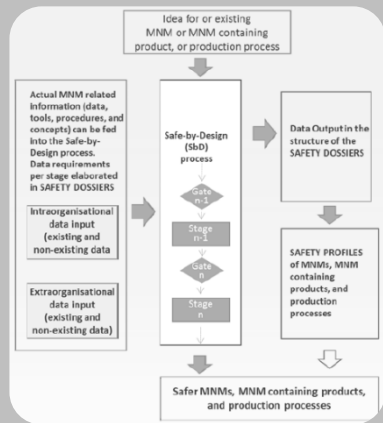 Idea for or existing
MNM or MNM containing
product, or production process
Actual MNM related
information (data,
tools, procedures, and
concepts) can be fed
into the Safe-by-
Design process.
Data requirements
per stage elaborated
in SAFETY DOSSIERS
Intraorganisational
data input
(existing and
non-existing data
Extraorganisational
data input
(existing and
non-existing data)
Safe-by-Design
(SbD)
process
Gate
n-1
Stage
n-1
Gate
n
Stage
n
Data Output in the
structure of the
SAFETY DOSSIERS
SAFETY PROFILES
of MNMs, MNM
containing
products, and
production
processes
Safer MNMs, MNM containing products,
and production processes